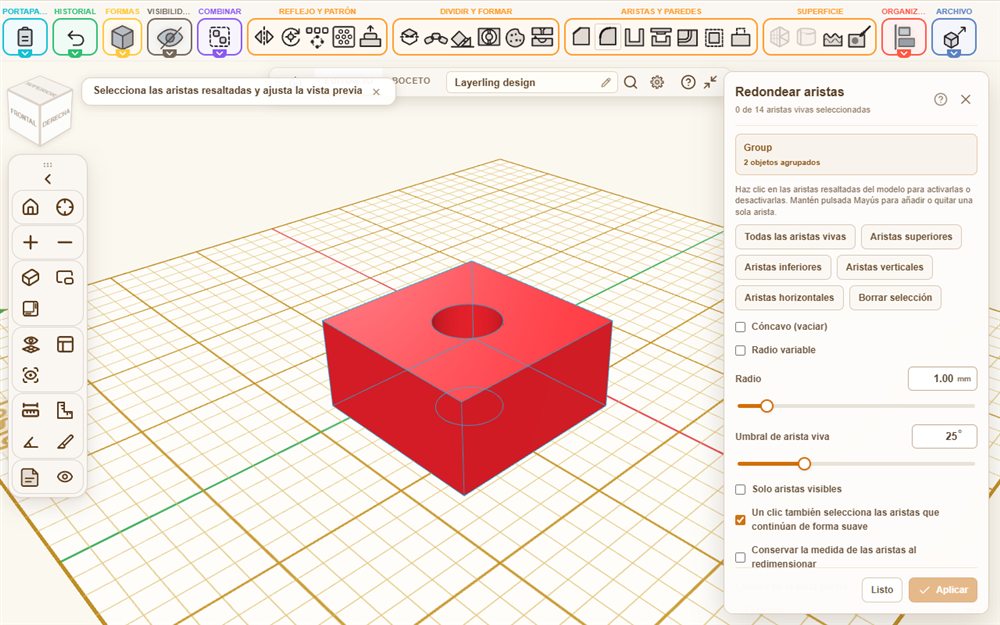 PORTAPA...
HISTORIAL
FORMAS
VISIBILID...
COMBINAR
REFLEJO Y PATRÓN
DIVIDIR Y FORMAR
ARISTAS Y PAREDES
SUPERFICIE
ORGANIZ...
ARCHIVO
Selecciona las aristas resaltadas y ajusta la vista previa
BOCETO
Layerling design
FRONTAL
DERECHA
Redondear aristas
0 de 14 aristas vivas seleccionadas
Group
2 objetos agrupados
Haz clic en las aristas resaltadas del modelo para activarlas o
desactivarlas. Mantén pulsada Mayús para añadir o quitar una
sola arista.
Todas las aristas vivas
Aristas superiores
Aristas inferiores
Aristas verticales
Aristas horizontales
Borrar selección
Cóncavo (vaciar)
Radio variable
Radio
1.00 mm
Umbral de arista viva
25°
Solo aristas visibles
Un clic también selecciona las aristas que
continúan de forma suave
Conservar la medida de las aristas al
redimensionar
Listo
Aplicar